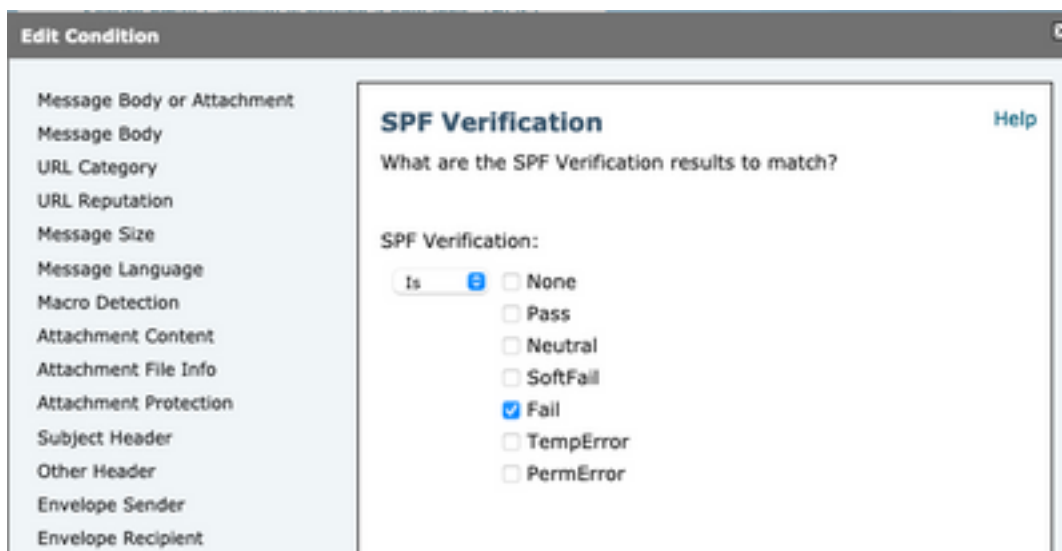 Edit Condition
Message Body or Attachment
Message Body
URL Category
URL Reputation
Message Size
Message Language
Macro Detection
Attachment Content
Attachment File Info
Attachment Protection
Subject Header
Other Header
Envelope Sender
Envelope Recipient
SPF Verification
Help
What are the SPF Verification results to match?
SPF Verification:
Is
None
Pass
Neutral
SoftFail
Fail
TempError
PermError